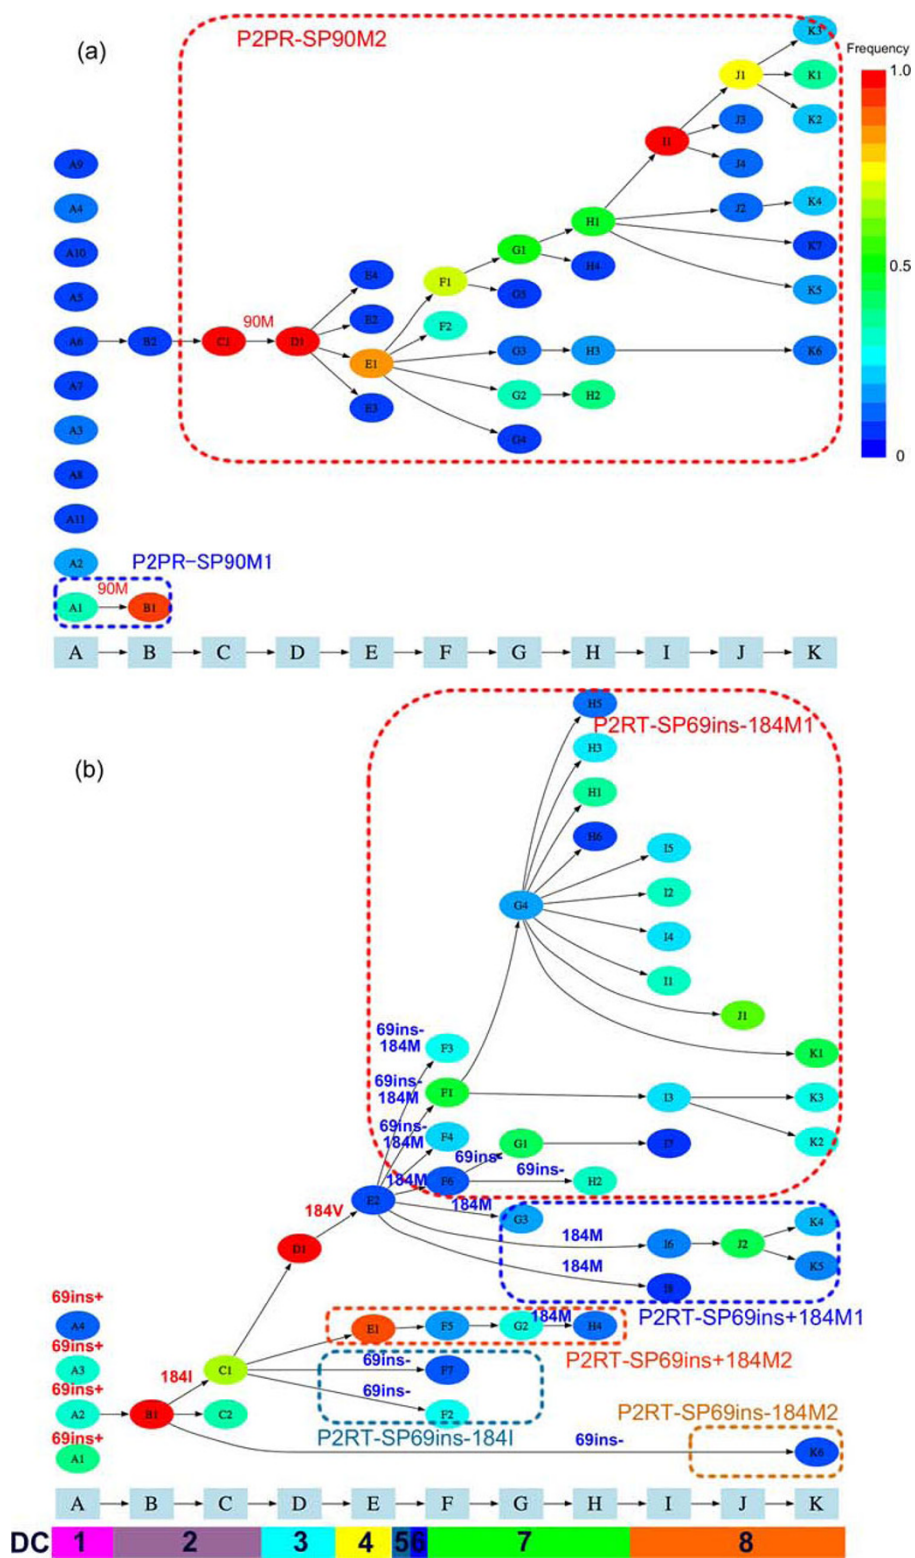 (a)
P2PR-SP90M2
Frequency
1.0
0.5
0
K3
J1
K1
K2
I1
J3
J4
A9
A4
J2
K4
H1
A10
G1
K7
E4
H4
F1
K5
A5
G5
E2
F2
90M
A6
B2
C1
D1
G3
H3
K6
E1
A7
G2
H2
E3
A3
G4
A8
A11
A2
P2PR-SP90M1
90M
A1
B1
A B C D E F G H I J K
(b)
P2RT-SP69ins-184M1
H5
H3
H1
H6
I5
I2
G4
I4
I1
J1
69ins-
184M
F3
K1
69ins-
184M
F1
I3
K3
69ins-
184M
F4
G1
I7
K2
69ins-
184M
F6
69ins-
H2
E2
184M
G3
184V
184M
I6
J2
K4
D1
184M
K5
I8
P2RT-SP69ins+184M1
69ins+
A4
E1
F5
G2
184M
H4
P2RT-SP69ins+184M2
69ins+
A3
184I
C1
69ins-
F7
69ins+
A2
B1
C2
69ins-
F2
P2RT-SP69ins-184M2
P2RT-SP69ins-184I
69ins+
A1
69ins-
K6
A B C D E F G H I J K
DC 1 2 3 4 5 6 7 8